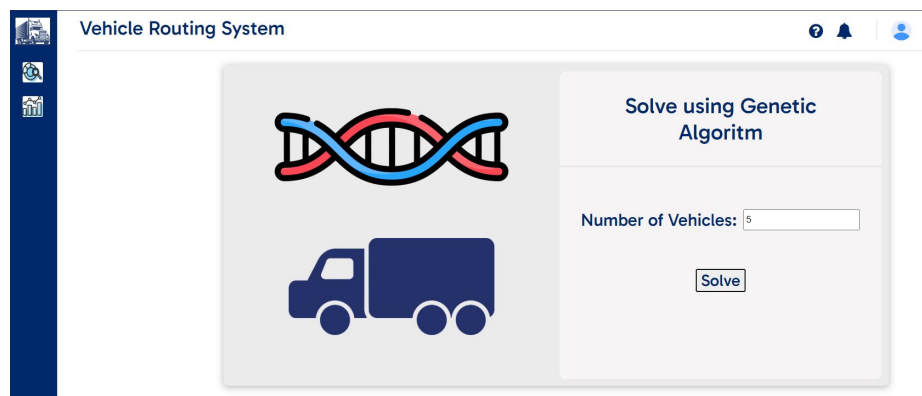 Vehicle Routing System
Solve using Genetic
Algoritm
Number of Vehicles: 5
Solve